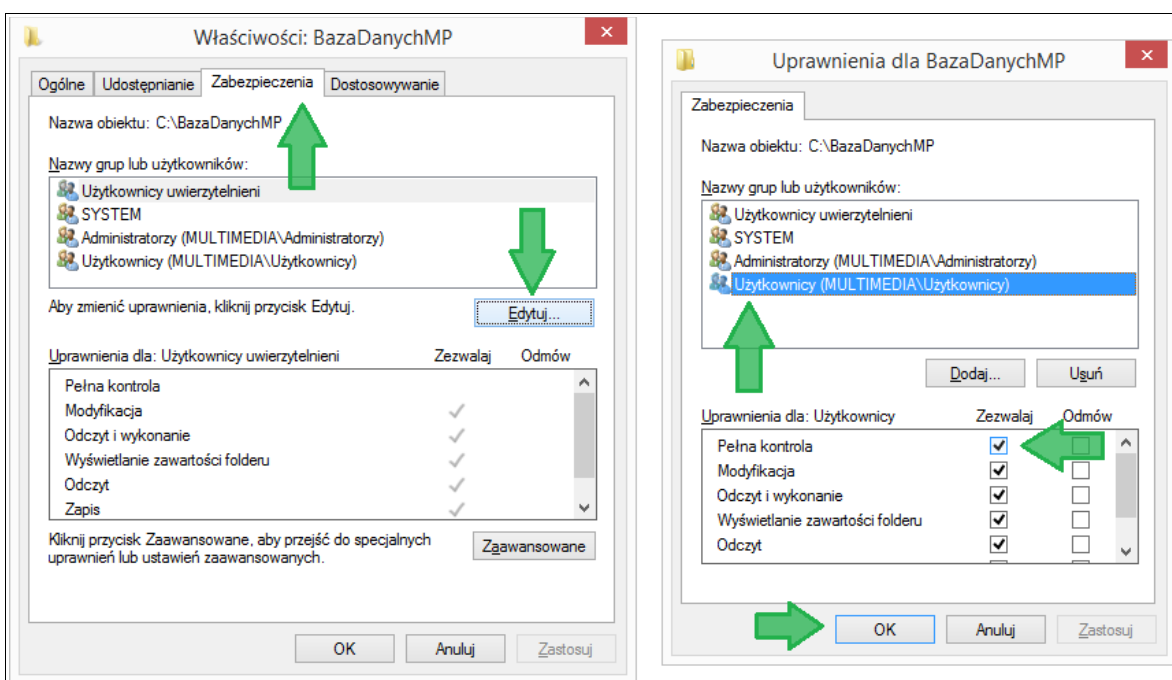 Właściwości: BazaDanychMP
Ogólne Udostępnianie Zabezpieczenia Dostosowywanie
Nazwa obiektu: C:\BazaDanychMP
Nazwy grup lub użytkowników:
Użytkownicy uwierzytelnieni
SYSTEM
Administratorzy (MULTIMEDIA\Administratorzy)
Użytkownicy (MULTIMEDIA\Użytkownicy)
Aby zmienić uprawnienia, kliknij przycisk Edytuj.
Edytuj...
Uprawnienia dla: Użytkownicy uwierzytelnieni Zezwalaj Odmów
Pełna kontrola
Modyfikacja
Odczyt i wykonanie
Wyświetlanie zawartości folderu
Odczyt
Zapis
Kliknij przycisk Zaawansowane, aby przejść do specjalnych
uprawnień lub ustawień zaawansowanych.
Zaawansowane
OK Anuluj Zastosuj
Uprawnienia dla BazaDanychMP
Zabezpieczenia
Nazwa obiektu: C:\BazaDanychMP
Nazwy grup lub użytkowników:
Użytkownicy uwierzytelnieni
SYSTEM
Administratorzy (MULTIMEDIA\Administratorzy)
Użytkownicy (MULTIMEDIA\Użytkownicy)
Dodaj... Usuń
Uprawnienia dla: Użytkownicy Zezwalaj Odmów
Pełna kontrola
Modyfikacja
Odczyt i wykonanie
Wyświetlanie zawartości folderu
Odczyt
OK Anuluj Zastosuj